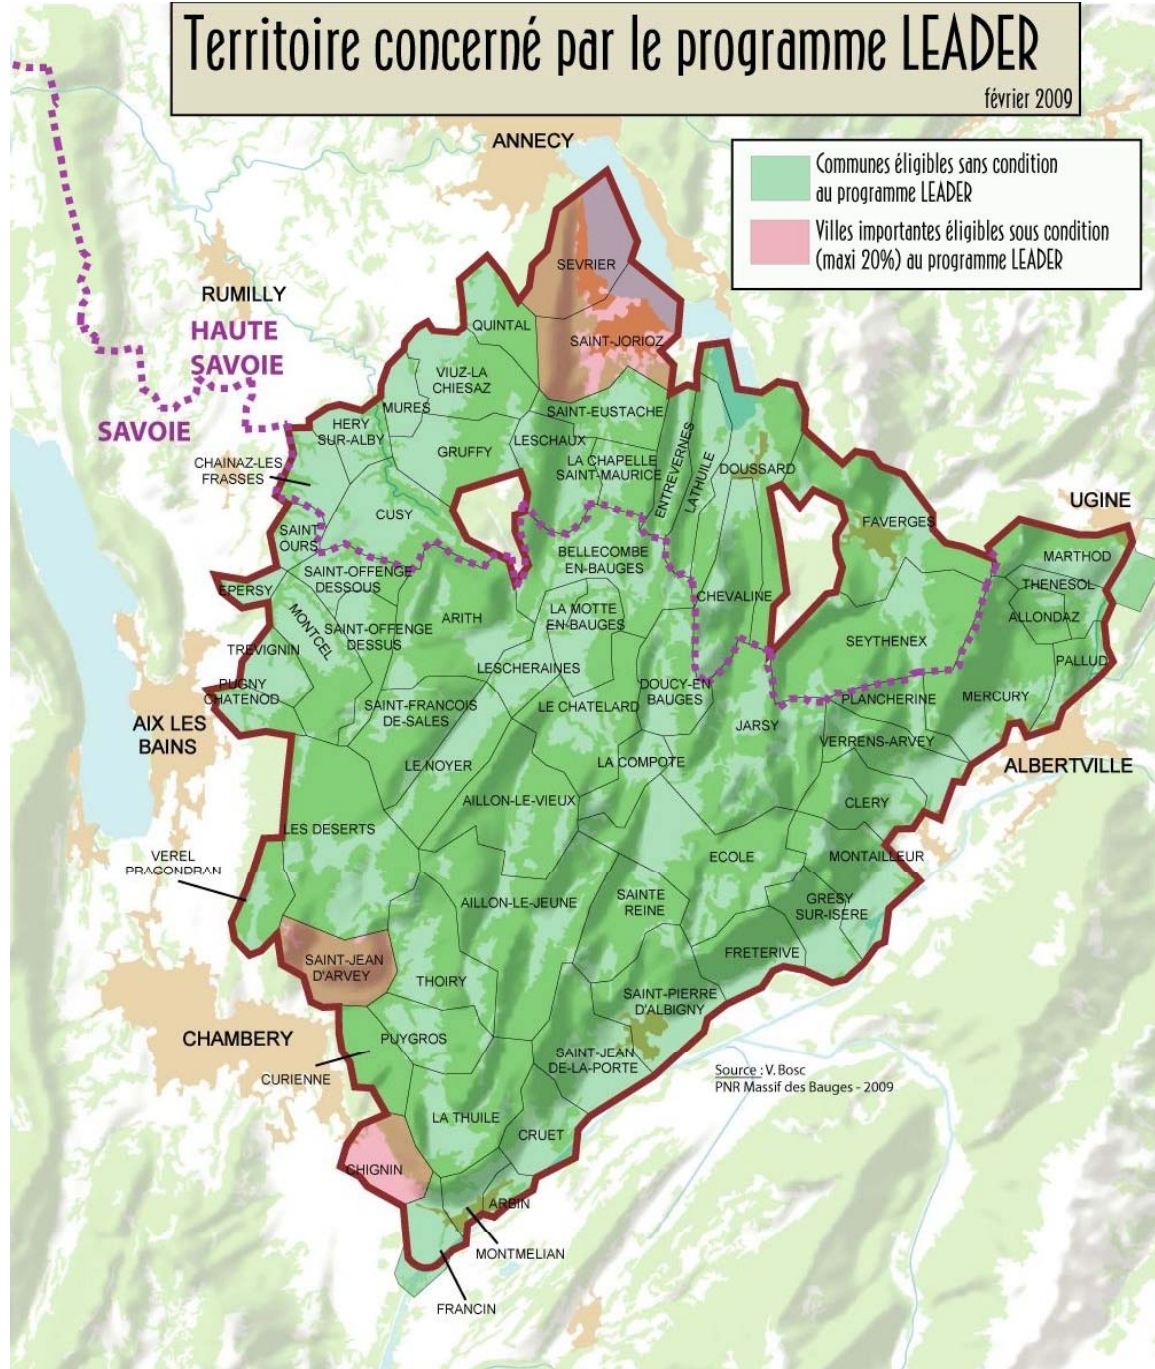 Territoire concerné par le programme LEADER
février 2009
ANNECY
Communes éligibles sans condition
au programme LEADER
Villes importantes éligibles sous condition
(maxi 20%) au programme LEADER
SEVRIER
RUMILLY
HAUTE
SAVOIE
SAVOIE
QUINTAL
SAINT-JORIOZ
VIUZ-LA
CHIESAZ
MURES
HERY
SUR-ALBY
SAINT-EUSTACHE
GRUFFY
LESCHAUX
LA CHAPELLE
SAINT-MAURICE
ENTREVERNES
LATHUILE
DOUSSARD
CHAINAZ-LES
FRASSES
CUSY
FAVERGES
UGINE
SAINT
OURS
BELLECOMBE
EN-BAUGES
MARTHOD
THENESOL
ALLONDAZ
SAINT-OFFENGE
DESSOUS
EPERSY
CHEVALINE
MONTCEL
SAINT-OFFENGE
DESSUS
ARITH
LA MOTTE
EN-BAUGES
SEYTHENEX
TREVIGNIN
PALLUD
LESCHERAINES
PUGNY
CHATENOD
DOUCY-EN
BAUGES
PLANCHERINE
MERCURY
SAINT-FRANCOIS
DE-SALES
LE CHATELARD
JARSY
AIX LES
BAINS
VERRENS-ARVEY
LE NOYER
LA COMPOTE
ALBERTVILLE
AILLON-LE-VIEUX
CLERY
LES DESERTS
VEREL
PRAGONDRAN
ECOLE
MONTAILLEUR
AILLON-LE-JEUNE
SAINTE
REINE
GRESY
SUR-ISERE
FRETERIVE
SAINT-JEAN
D'ARVEY
THOIRY
SAINT-PIERRE
D'ALBIGNY
CHAMBERY
PUYGROS
SAINT-JEAN
DE-LA-PORTE
CURIENNE
Source : V. Bosc
PNR Massif des Bauges - 2009
LA THUILE
CRUET
CHIGNIN
ARBIN
MONTMELIAN
FRANCIN